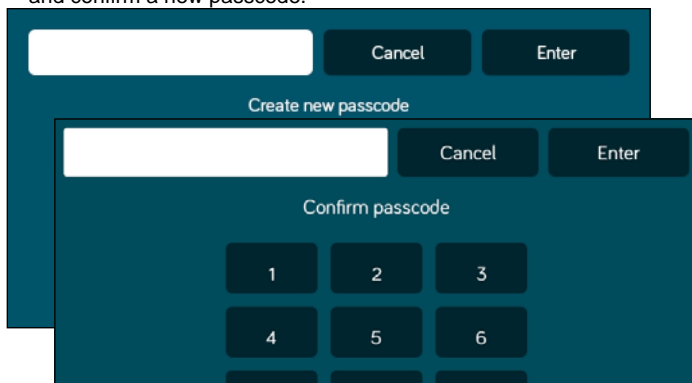 and confirm a new passcode.
Cancel Enter
Create new passcode
Cancel Enter
Confirm passcode
1 2 3
4 5 6